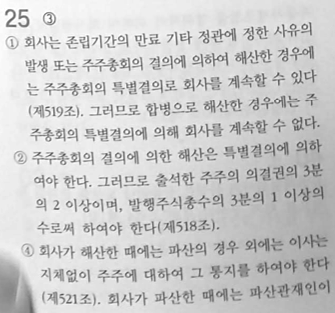 25 ③
① 회사는 존립기간의 만료 기타 정관에 정한 사유의
발생 또는 주주총회의 결의에 의하여 해산한 경우에
는 주주총회의 특별결의로 회사를 계속할 수 있다
(제519조). 그러므로 합병으로 해산한 경우에는 주
주총회의 특별결의에 의해 회사를 계속할 수 없다.
② 주주총회의 결의에 의한 해산은 특별결의에 의하
여야 한다. 그러므로 출석한 주주의 의결권의 3분
의 2 이상이며, 발행주식총수의 3분의 1 이상의
수로써 하여야 한다(제518조).
④ 회사가 해산한 때에는 파산의 경우 외에는 이사는
지체없이 주주에 대하여 그 통지를 하여야 한다
(제521조). 회사가 파산한 때에는 파산관재인이